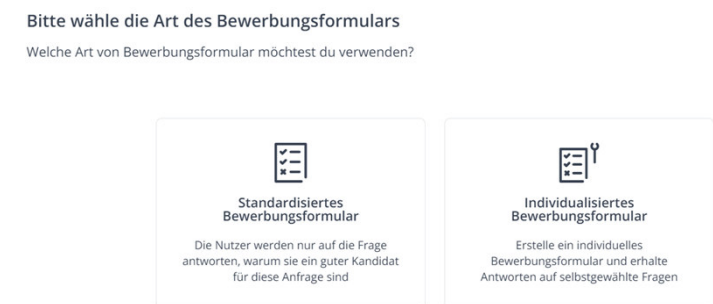 Bitte wähle die Art des Bewerbungsformulars
Welche Art von Bewerbungsformular möchtest du verwenden?
Standardisiertes
Bewerbungsformular
Die Nutzer werden nur auf die Frage
antworten, warum sie ein guter Kandidat
für diese Anfrage sind
Individualisiertes
Bewerbungsformular
Erstelle ein individuelles
Bewerbungsformular und erhalte
Antworten auf selbstgewählte Fragen